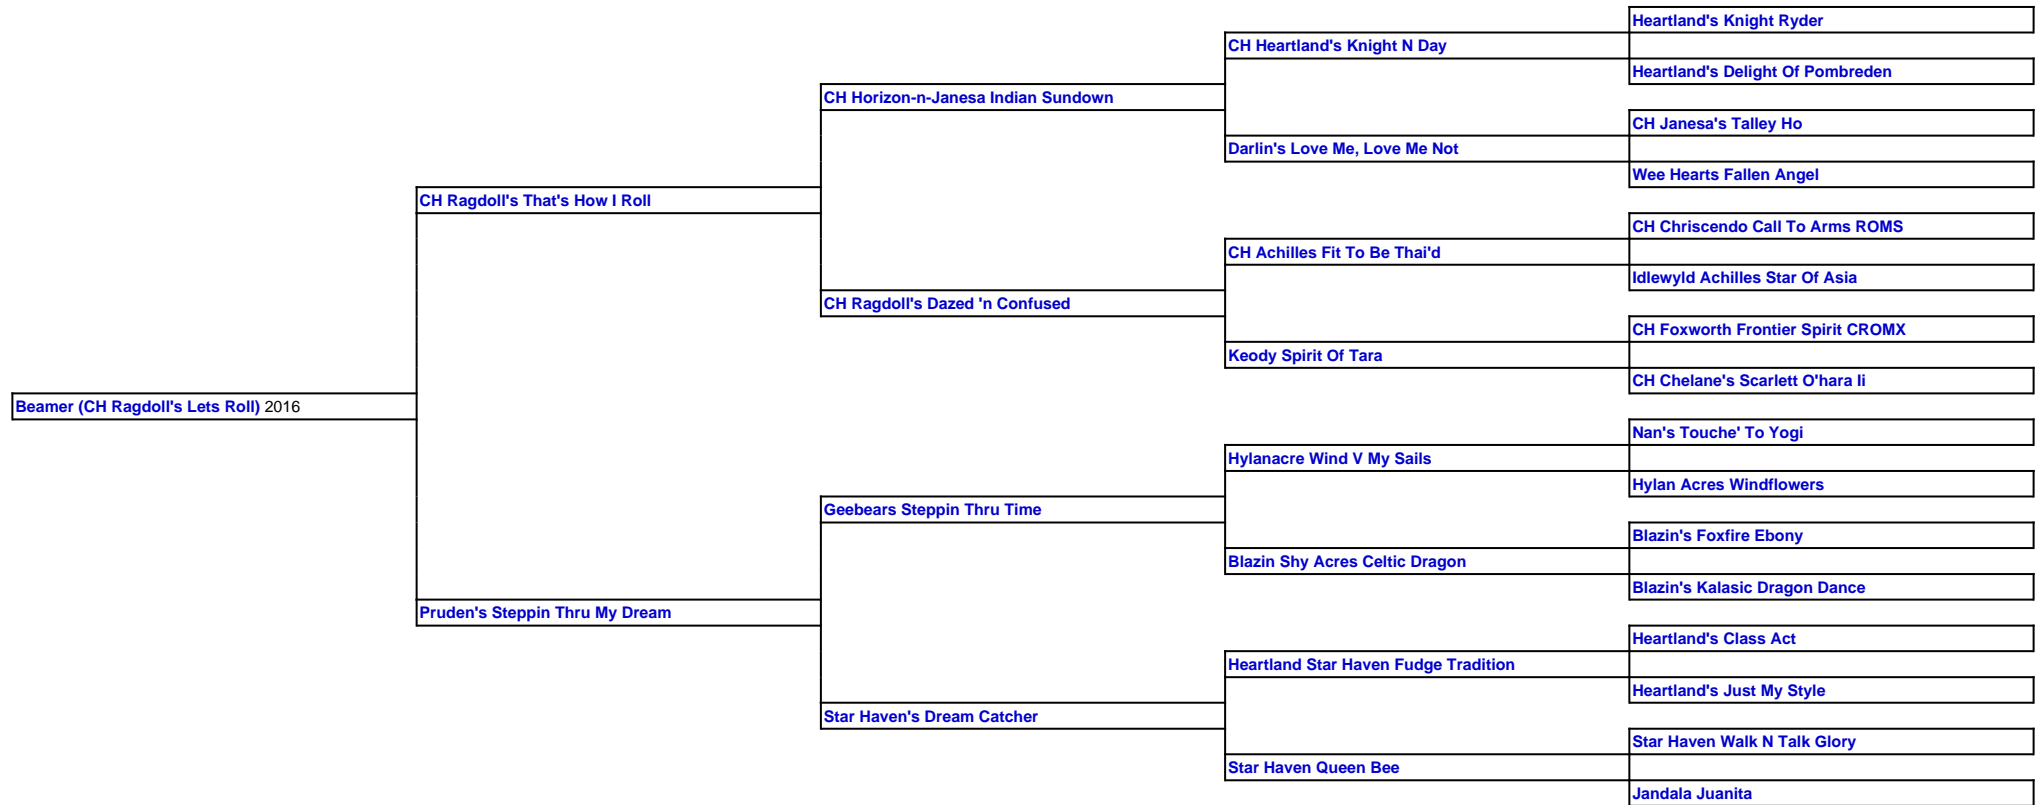 Heartland's Knight Ryder
CH Heartland's Knight N Day
Heartland's Delight Of Pombreden
CH Horizon-n-Janesa Indian Sundown
CH Janesa's Talley Ho
Darlin's Love Me, Love Me Not
Wee Hearts Fallen Angel
CH Ragdoll's That's How I Roll
CH Chriscendo Call To Arms ROMS
CH Achilles Fit To Be Thai'd
Idlewyld Achilles Star Of Asia
CH Ragdoll's Dazed 'n Confused
CH Foxworth Frontier Spirit CROMX
Keody Spirit Of Tara
CH Chelane's Scarlett O'hara Ii
Beamer (CH Ragdoll's Lets Roll) 2016
Nan's Touche' To Yogi
Hylanacre Wind V My Sails
Hylan Acres Windflowers
Geebears Steppin Thru Time
Blazin's Foxfire Ebony
Blazin Shy Acres Celtic Dragon
Blazin's Kalasic Dragon Dance
Pruden's Steppin Thru My Dream
Heartland's Class Act
Heartland Star Haven Fudge Tradition
Heartland's Just My Style
Star Haven's Dream Catcher
Star Haven Walk N Talk Glory
Star Haven Queen Bee
Jandala Juanita